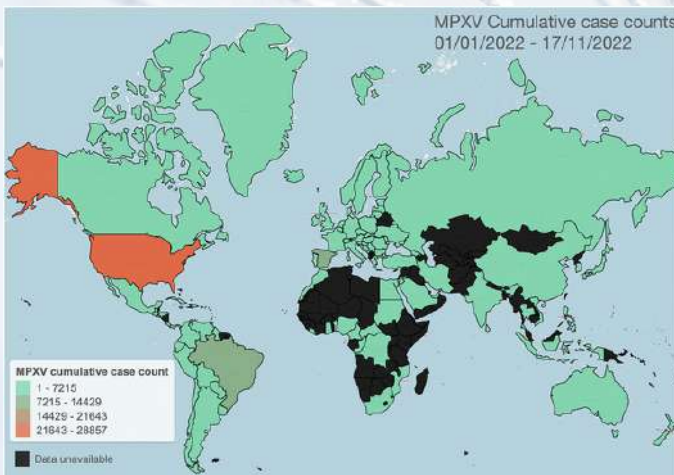 MPXV Cumulative case counts
01/01/2022 - 17/11/2022
MPXV cumulative case count
1 - 7215
7215 - 14429
14429 - 21643
21643 - 28857
Data unavailable